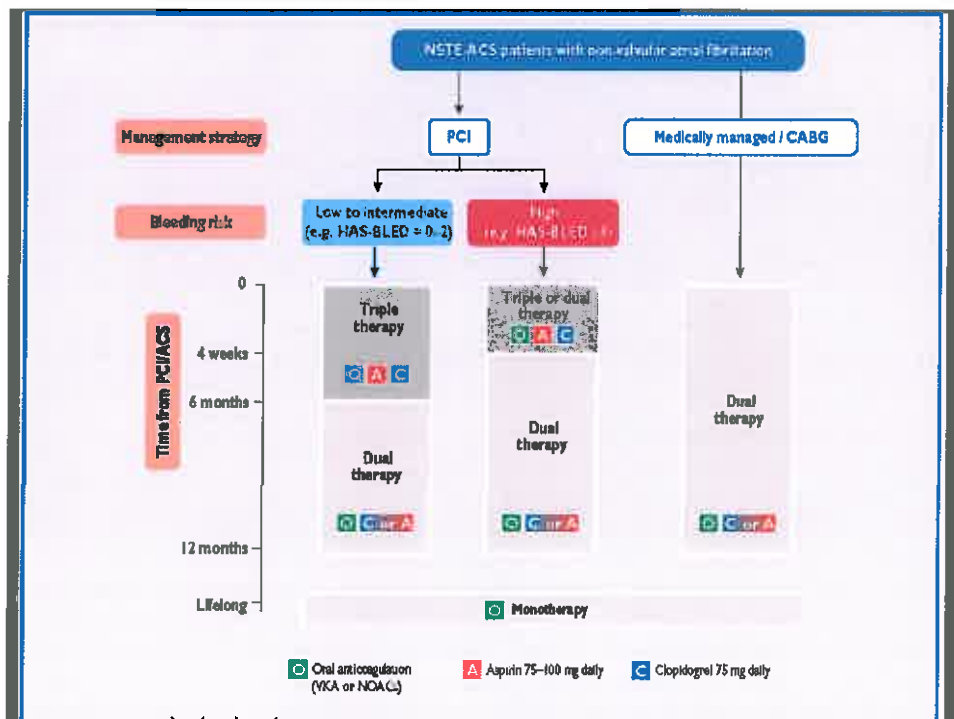 NSTE-ACS patients with non-valvular atrial fibrillation
Management strategy
PCI
Medically managed / CABG
Bleeding risk
Low to intermediate
(e.g. HAS-BLED = 0–2)
High
(e.g. HAS-BLED
Time from PCI/ACS
0
4 weeks
6 months
12 months
Lifelong
Triple
therapy
O A C
Dual
therapy
O C or A
Triple or dual
therapy
O A C
Dual
therapy
O C or A
Dual
therapy
O C or A
O Monotherapy
O Oral anticoagulation
(VKA or NOACs)
A Aspirin 75–100 mg daily
C Clopidogrel 75 mg daily